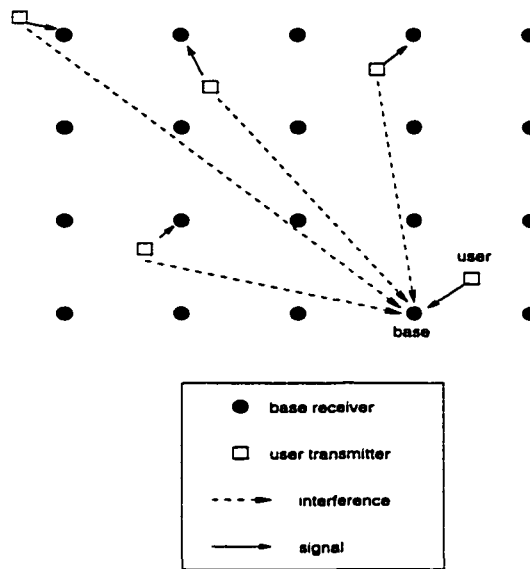 user
base
base receiver
user transmitter
interference
signal